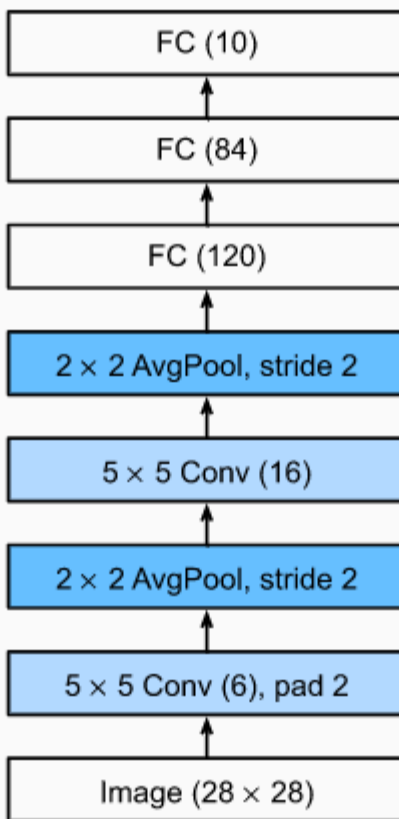 FC (10)
FC (84)
FC (120)
2 × 2 AvgPool, stride 2
5 × 5 Conv (16)
2 × 2 AvgPool, stride 2
5 × 5 Conv (6), pad 2
Image (28 × 28)